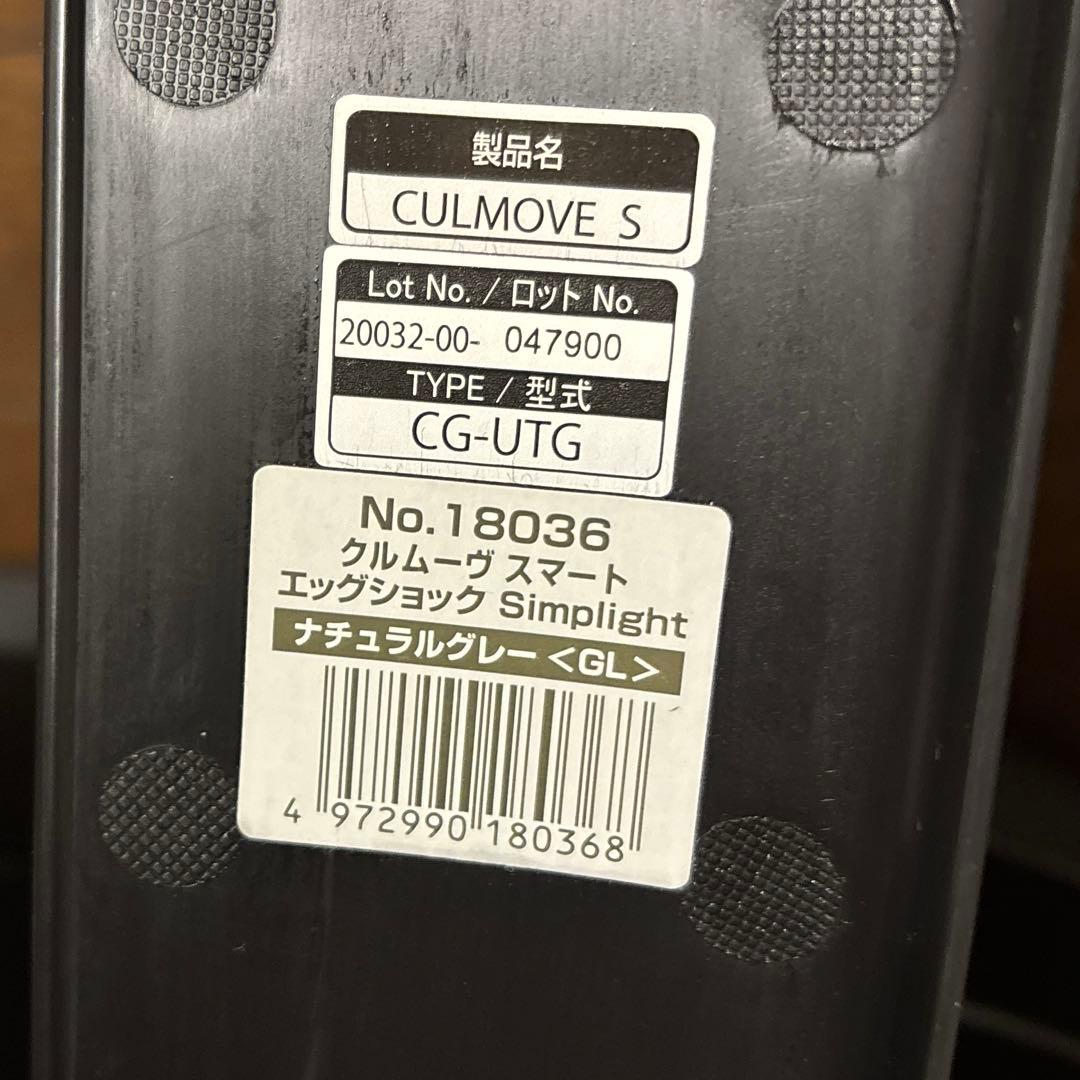 製品名
CULMOVE S
Lot No. / ロット No.
20032-00- 047900
TYPE / 型式
CG-UTG
No.18036
クルムーヴ スマート
エッグショック Simplight
ナチュラルグレー<GL>
4 972990 180368